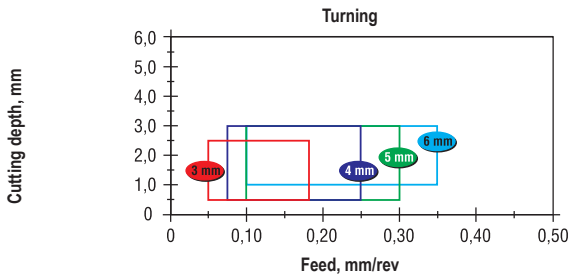 Turning
Cutting depth, mm
6,0
5,0
4,0
3,0
2,0
1,0
0
3 mm
4 mm
5 mm
6 mm
0 0,10 0,20 0,30 0,40 0,50
Feed, mm/rev